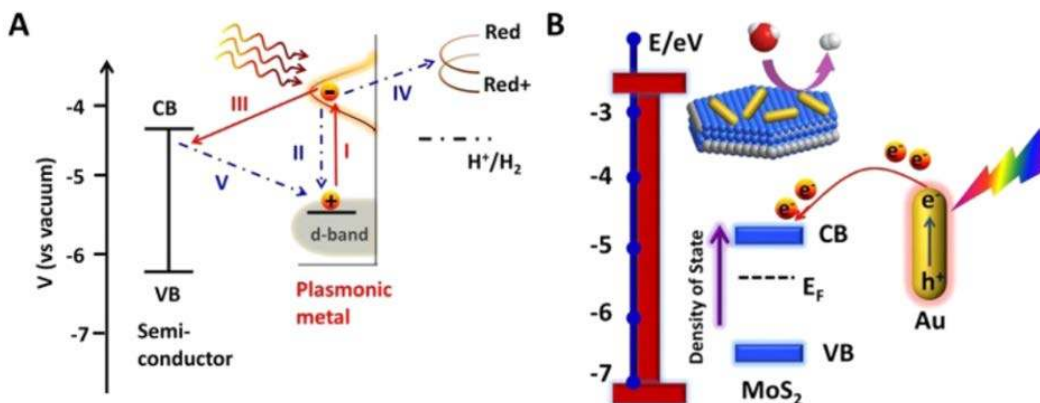 A
V (vs vacuum)
-4
-5
-6
-7
CB
VB
Semi-
conductor
III
V
II
I
IV
−
+
d-band
Plasmonic
metal
Red
Red+
H⁺/H₂
B
E/eV
-3
-4
-5
-6
-7
Density of State
CB
E_F
VB
MoS₂
e⁻
e⁻
e⁻
e⁻
e⁻
h⁺
Au